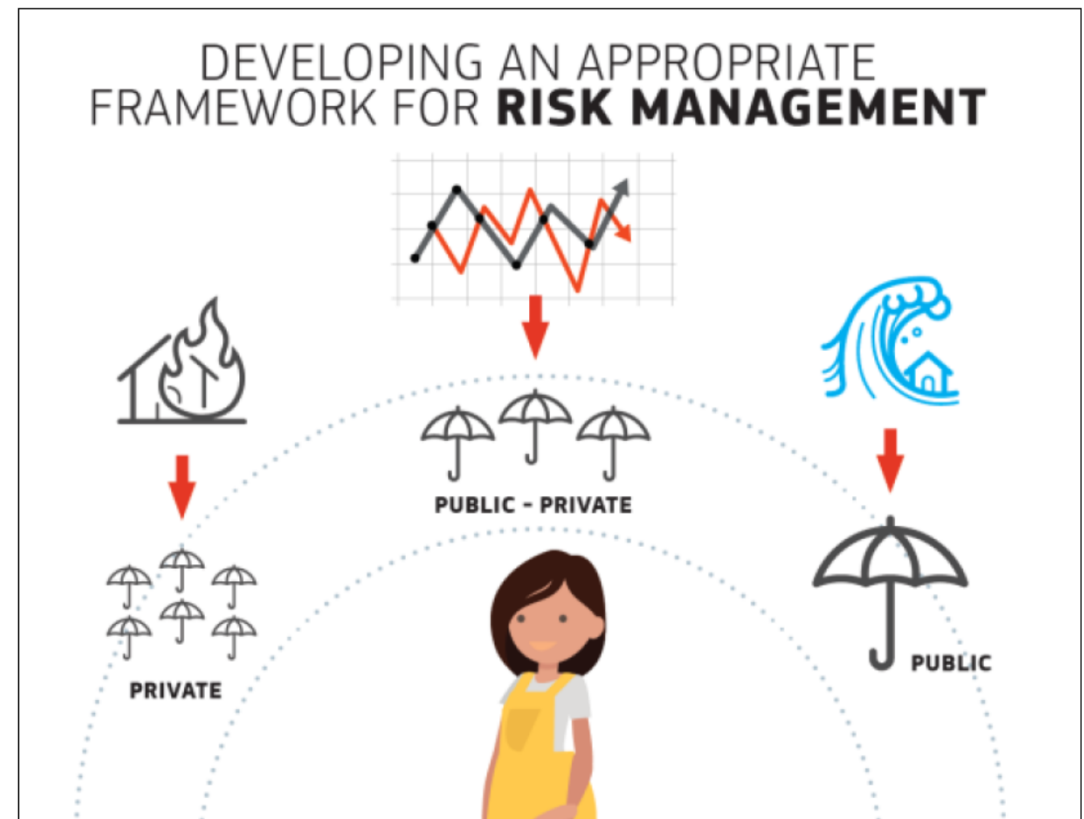 DEVELOPING AN APPROPRIATE
FRAMEWORK FOR RISK MANAGEMENT
PUBLIC - PRIVATE
PRIVATE
PUBLIC